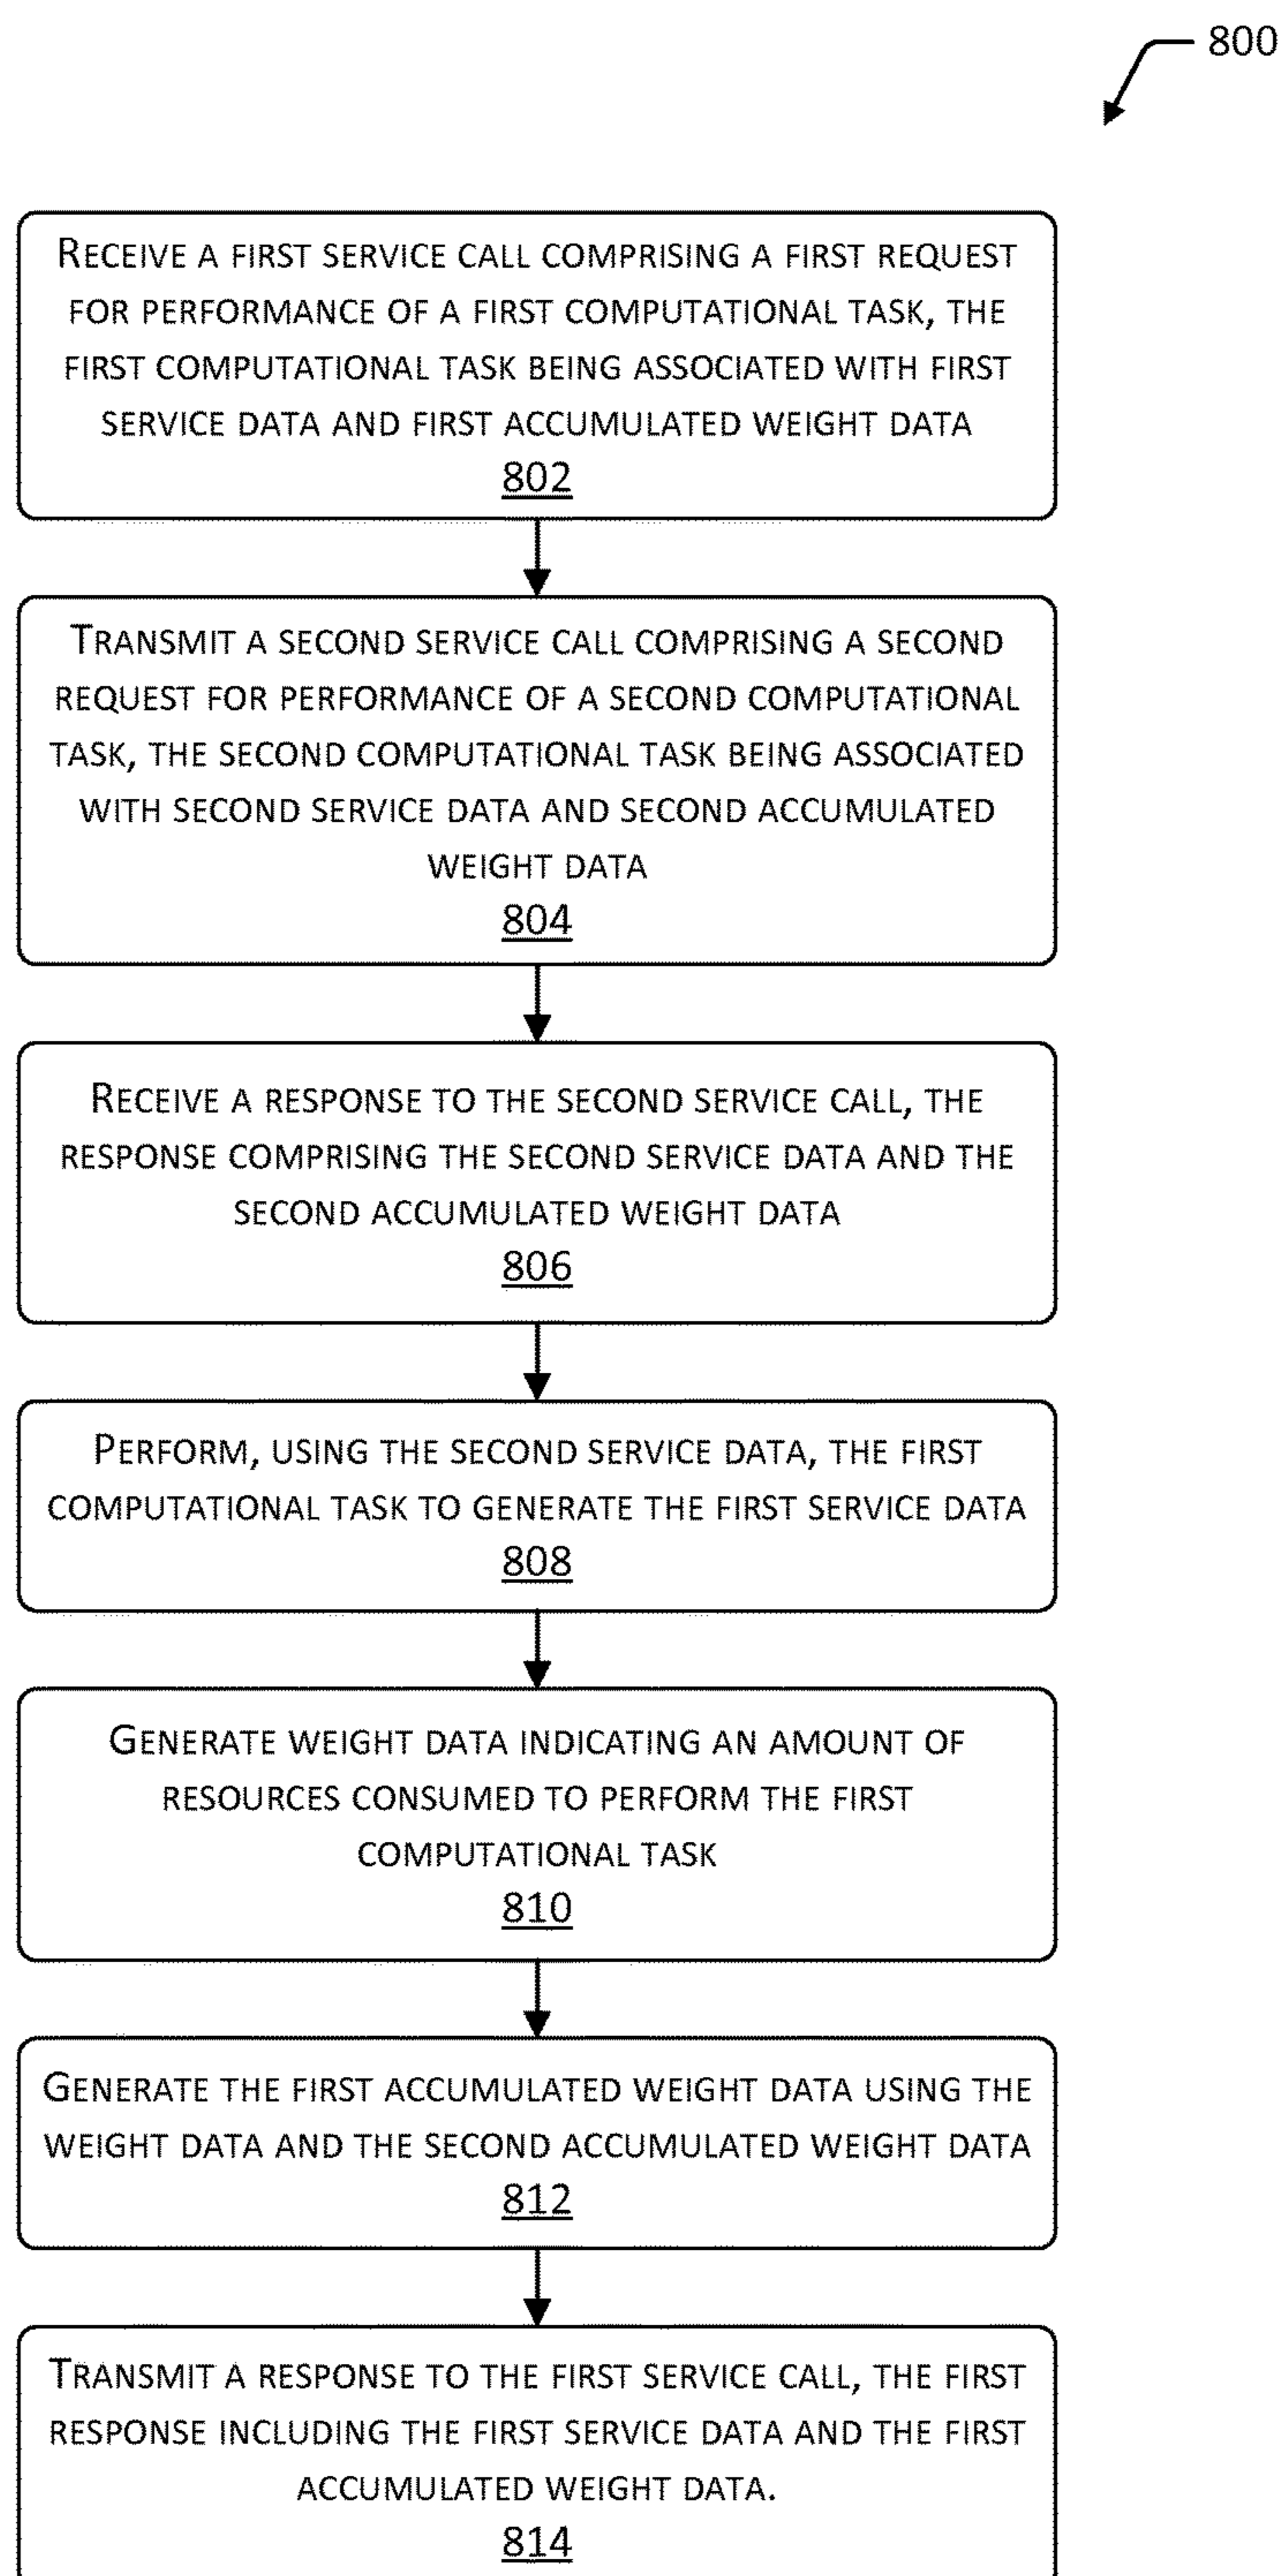 800
RECEIVE A FIRST SERVICE CALL COMPRISING A FIRST REQUEST
FOR PERFORMANCE OF A FIRST COMPUTATIONAL TASK, THE
FIRST COMPUTATIONAL TASK BEING ASSOCIATED WITH FIRST
SERVICE DATA AND FIRST ACCUMULATED WEIGHT DATA
802
TRANSMIT A SECOND SERVICE CALL COMPRISING A SECOND
REQUEST FOR PERFORMANCE OF A SECOND COMPUTATIONAL
TASK, THE SECOND COMPUTATIONAL TASK BEING ASSOCIATED
WITH SECOND SERVICE DATA AND SECOND ACCUMULATED
WEIGHT DATA
804
RECEIVE A RESPONSE TO THE SECOND SERVICE CALL, THE
RESPONSE COMPRISING THE SECOND SERVICE DATA AND THE
SECOND ACCUMULATED WEIGHT DATA
806
PERFORM, USING THE SECOND SERVICE DATA, THE FIRST
COMPUTATIONAL TASK TO GENERATE THE FIRST SERVICE DATA
808
GENERATE WEIGHT DATA INDICATING AN AMOUNT OF
RESOURCES CONSUMED TO PERFORM THE FIRST
COMPUTATIONAL TASK
810
GENERATE THE FIRST ACCUMULATED WEIGHT DATA USING THE
WEIGHT DATA AND THE SECOND ACCUMULATED WEIGHT DATA
812
TRANSMIT A RESPONSE TO THE FIRST SERVICE CALL, THE FIRST
RESPONSE INCLUDING THE FIRST SERVICE DATA AND THE FIRST
ACCUMULATED WEIGHT DATA.
814